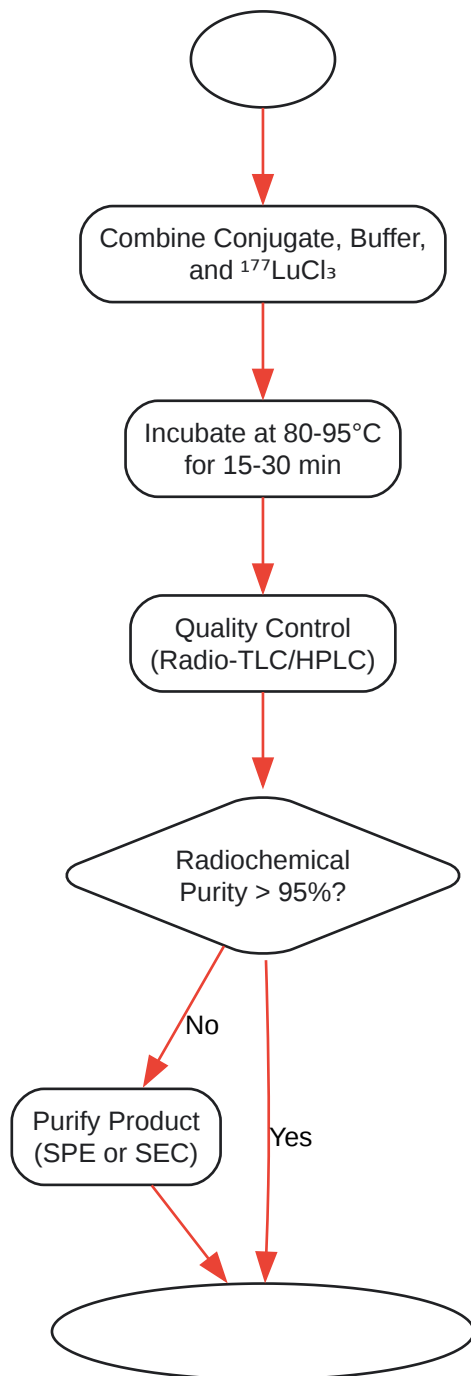 Combine Conjugate, Buffer,
and ¹⁷⁷LuCl₃
Incubate at 80-95°C
for 15-30 min
Quality Control
(Radio-TLC/HPLC)
Radiochemical
Purity > 95%?
No
Purify Product
(SPE or SEC)
Yes